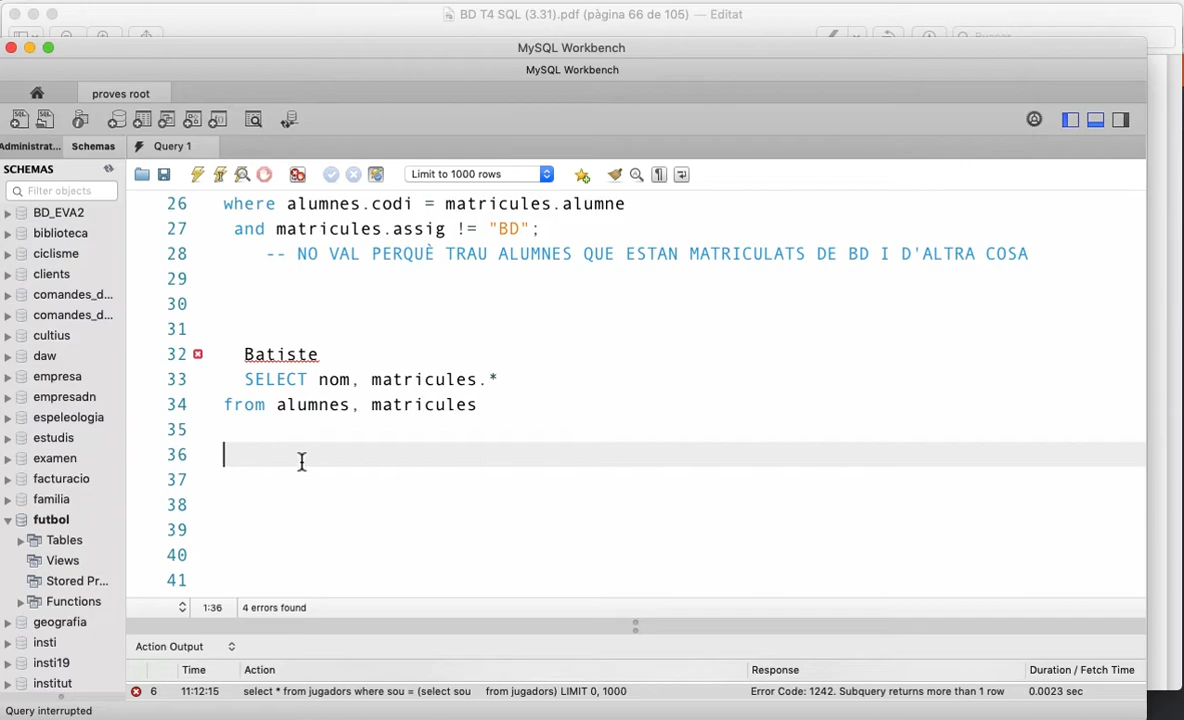 BD T4 SQL (3.31).pdf (pàgina 66 de 105) — Editat
MySQL Workbench
MySQL Workbench
proves root
Administrat...
Schemas
Query 1
SCHEMAS
Filter objects
Limit to 1000 rows
BD_EVA2
biblioteca
ciclisme
clients
comandes_d...
comandes_d...
cultius
daw
empresa
empresadn
espeleologia
estudis
examen
facturacio
familia
futbol
Tables
Views
Stored Pr...
Functions
geografia
insti
insti19
institut
26 where alumnes.codi = matricules.alumne
27 and matricules.assig != "BD";
28 -- NO VAL PERQUÈ TRAU ALUMNES QUE ESTAN MATRICULATS DE BD I D'ALTRA COSA
29
30
31
32 Batiste
33 SELECT nom, matricules.*
34 from alumnes, matricules
35
36
37
38
39
40
41
1:36
4 errors found
Action Output
Time Action Response Duration / Fetch Time
6 11:12:15 select * from jugadors where sou = (select sou from jugadors) LIMIT 0, 1000 Error Code: 1242. Subquery returns more than 1 row 0.0023 sec
Query interrupted